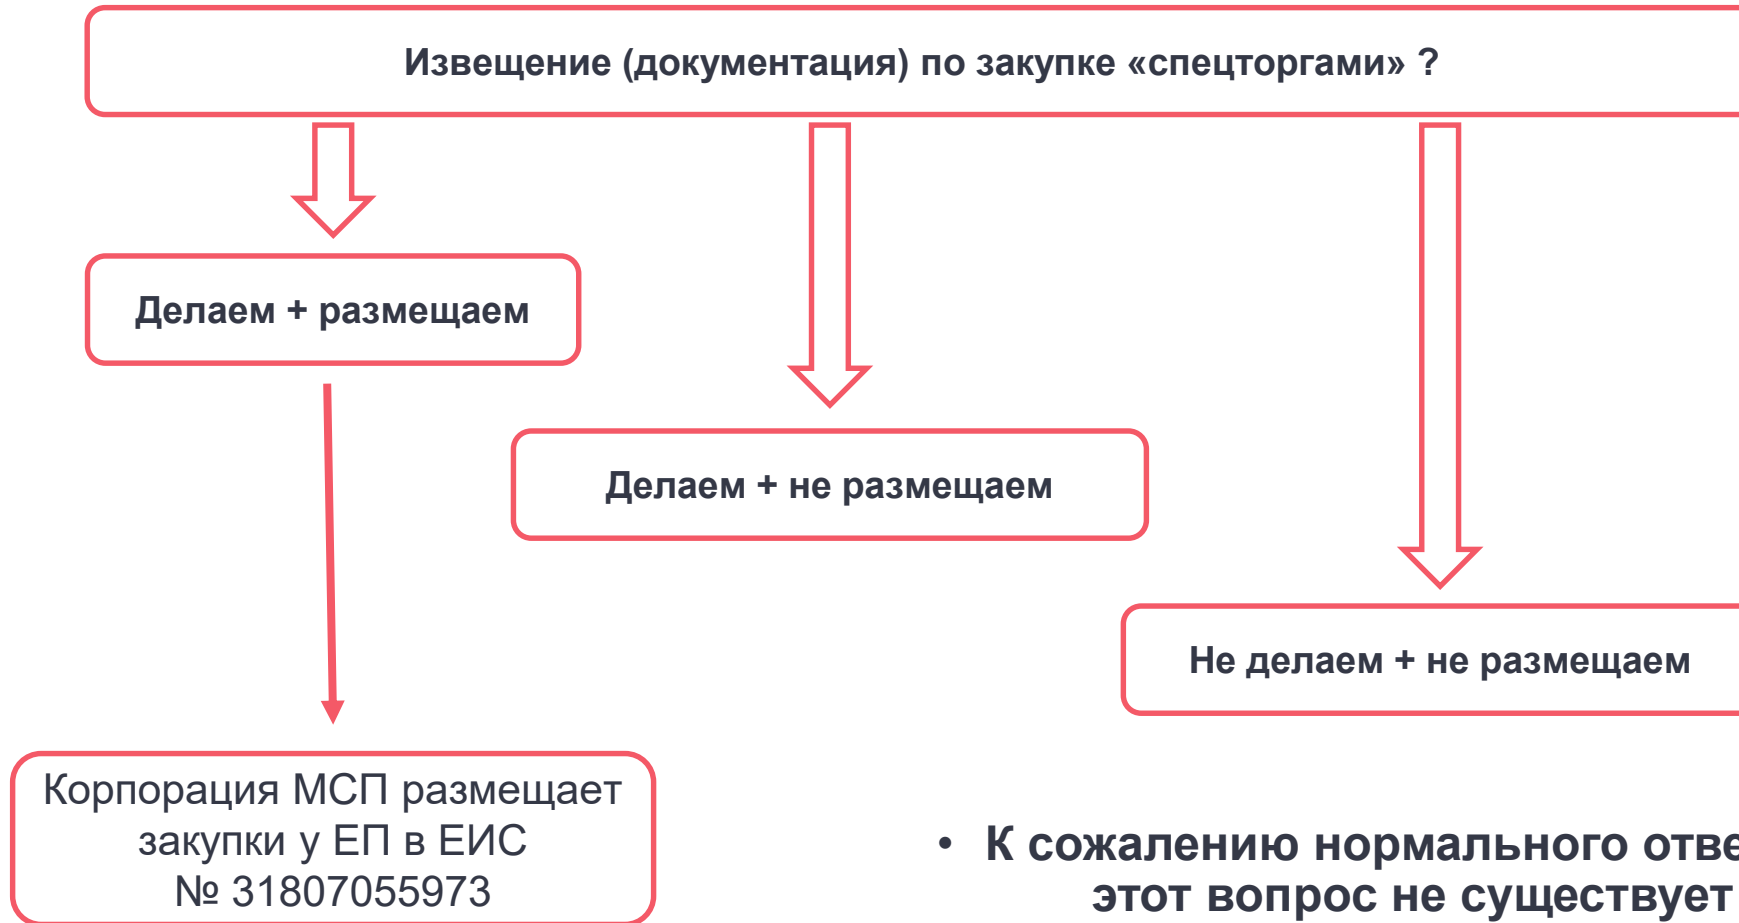 Извещение (документация) по закупке «спецторгами» ?
Делаем + размещаем
Делаем + не размещаем
Не делаем + не размещаем
Корпорация МСП размещает
закупки у ЕП в ЕИС
№ 31807055973
• К сожалению нормального
этот вопрос не существует